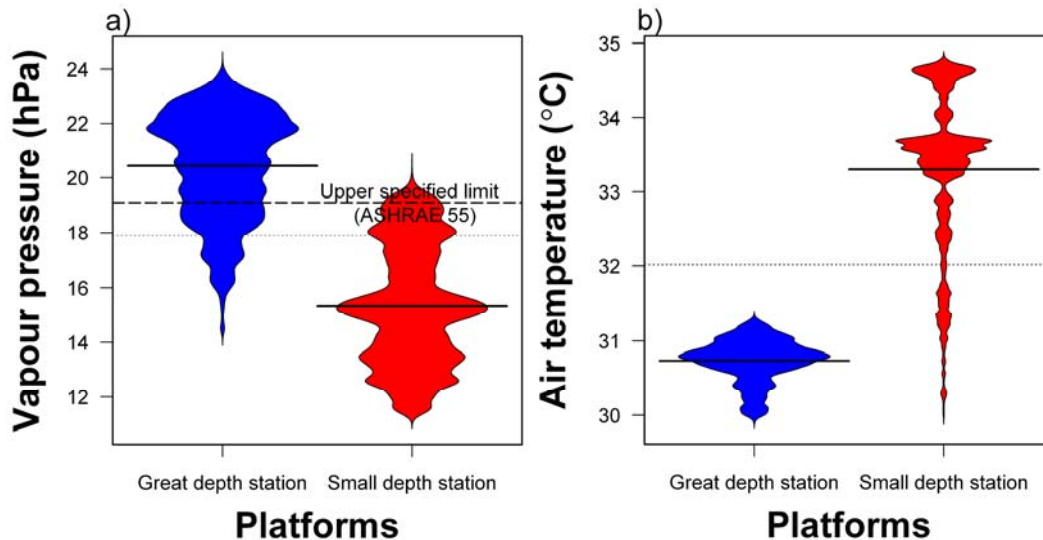 a)
Vapour pressure (hPa)
24
22
20
18
16
14
12
Upper specified limit
(ASHRAE 55)
Great depth station
Small depth station
Platforms
b)
Air temperature (°C)
35
34
33
32
31
30
Great depth station
Small depth station
Platforms